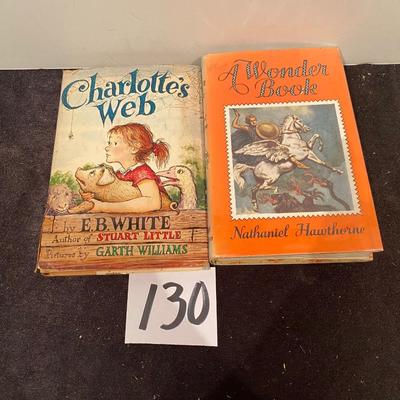 Charlotte's
Web
by E.B. WHITE
Author of STUART LITTLE
Pictures by GARTH WILLIAMS
A Wonder
Book
Nathaniel Hawthorne
130